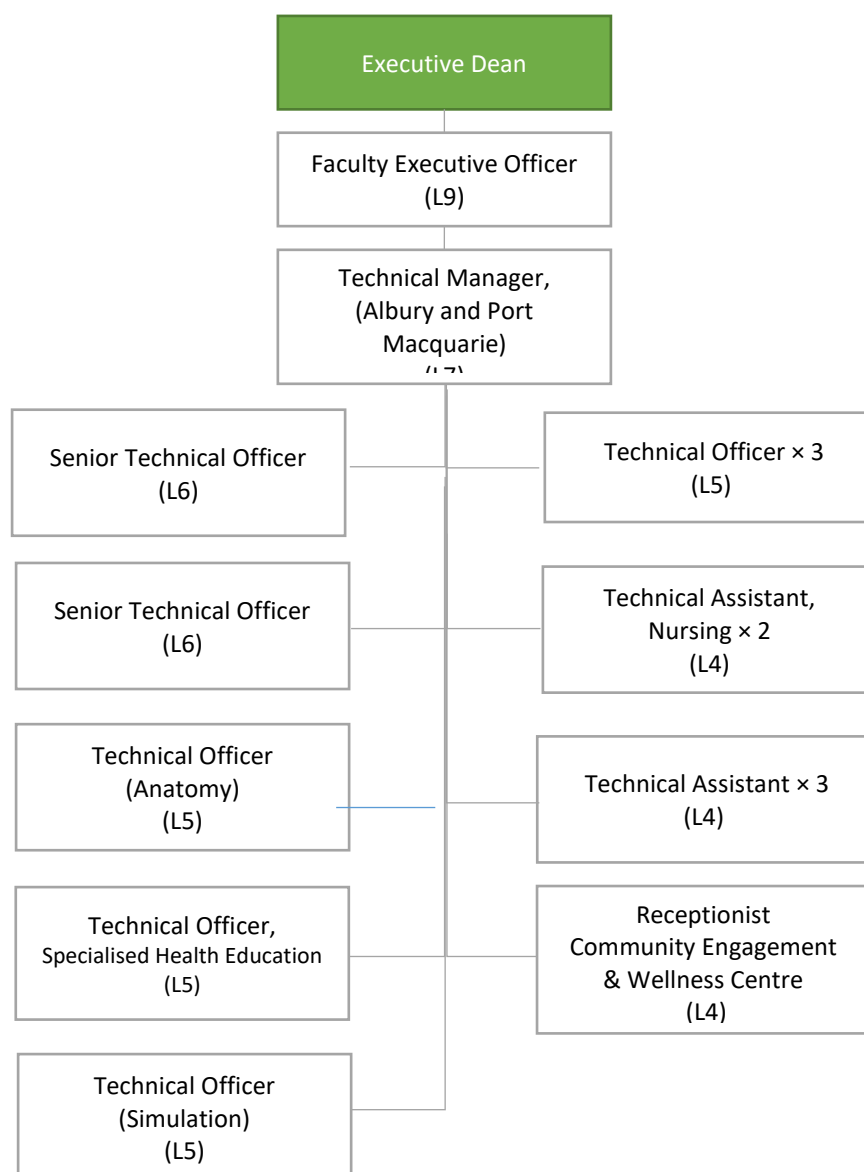 Executive Dean
Faculty Executive Officer
(L9)
Technical Manager,
(Albury and Port
Macquarie)
(L7)
Senior Technical Officer
(L6)
Technical Officer × 3
(L5)
Senior Technical Officer
(L6)
Technical Assistant,
Nursing × 2
(L4)
Technical Officer
(Anatomy)
(L5)
Technical Assistant × 3
(L4)
Technical Officer,
Specialised Health Education
(L5)
Receptionist
Community Engagement
& Wellness Centre
(L4)
Technical Officer
(Simulation)
(L5)